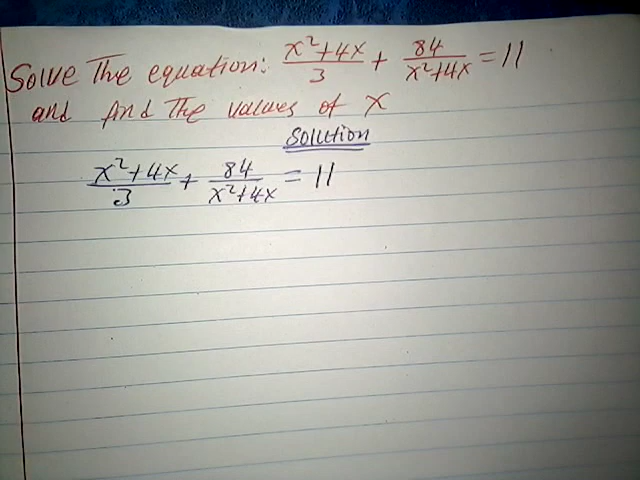 Solve The equation: x²+4x/3 + 84/x²+4x = 11
and find The values of x
Solution
x²+4x/3 + 84/x²+4x = 11